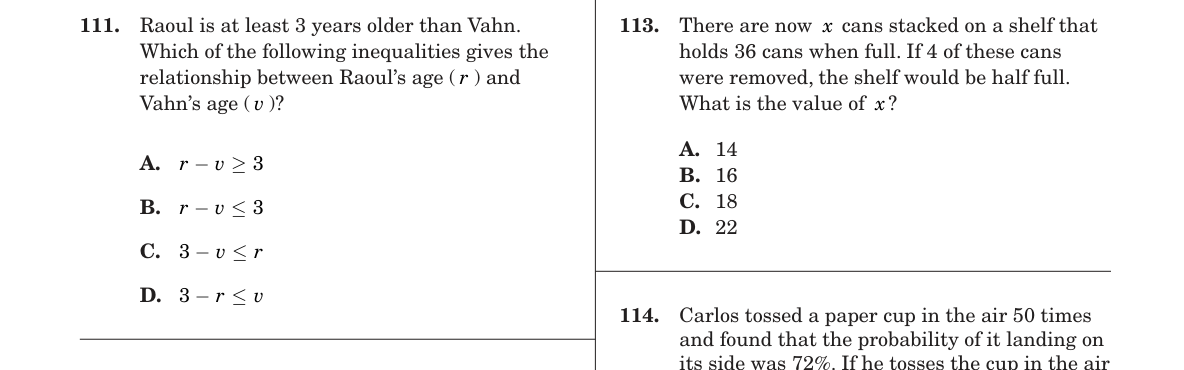 111. Raoul is at least 3 years older than Vahn.
Which of the following inequalities gives the
relationship between Raoul's age ( r ) and
Vahn's age ( v )?
A. r – v ≥ 3
B. r – v ≤ 3
C. 3 – v ≤ r
D. 3 – r ≤ v
113. There are now x cans stacked on a shelf that
holds 36 cans when full. If 4 of these cans
were removed, the shelf would be half full.
What is the value of x?
A. 14
B. 16
C. 18
D. 22
114. Carlos tossed a paper cup in the air 50 times
and found that the probability of it landing on
its side was 72%. If he tosses the cup in the air